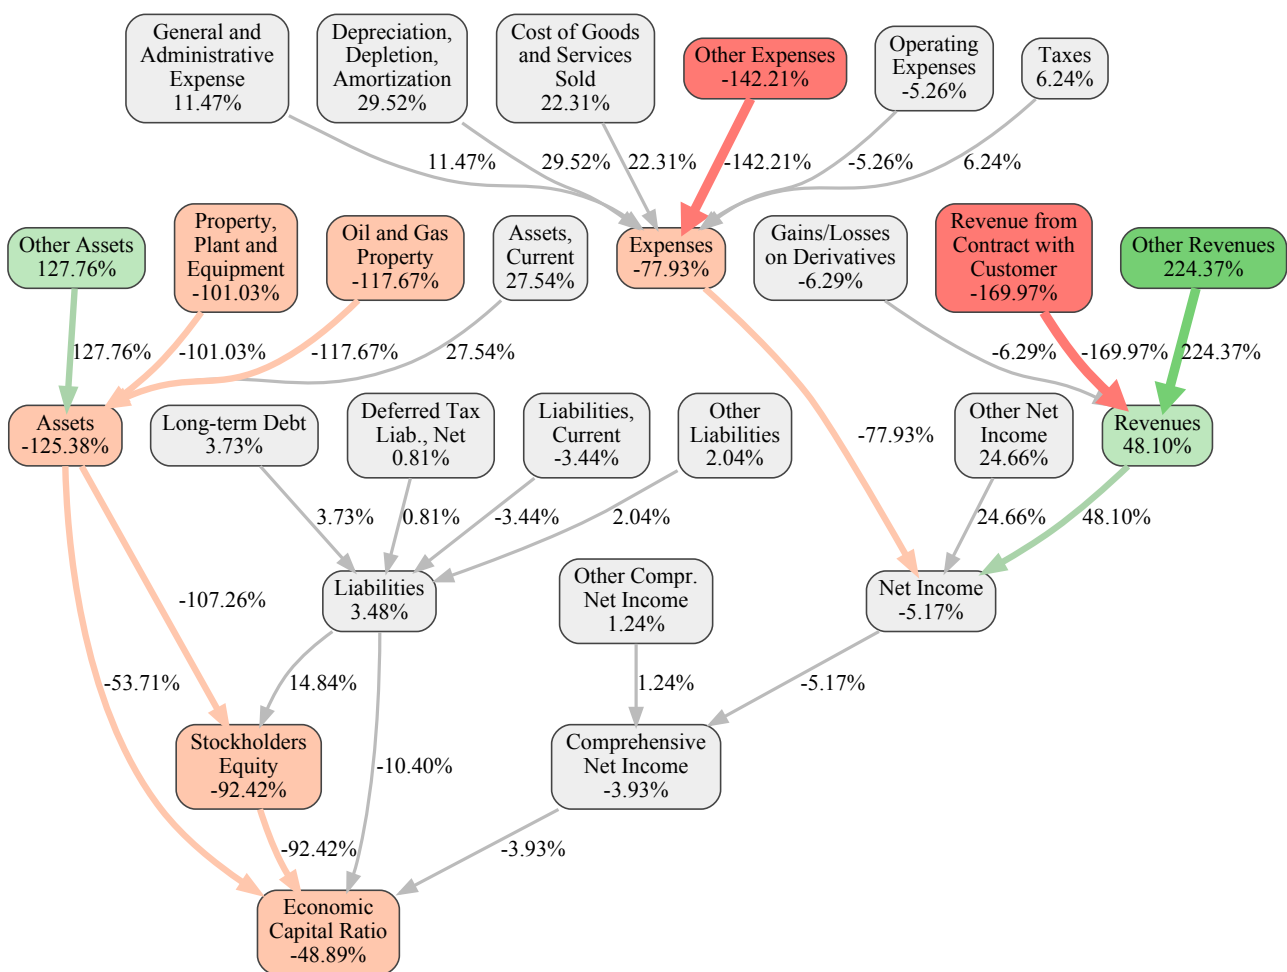 General and
Administrative
Expense
11.47%
Depreciation,
Depletion,
Amortization
29.52%
Cost of Goods
and Services
Sold
22.31%
Other Expenses
-142.21%
Operating
Expenses
-5.26%
Taxes
6.24%
11.47%
29.52%
22.31%
-142.21%
-5.26%
6.24%
Other Assets
127.76%
Property,
Plant and
Equipment
-101.03%
Oil and Gas
Property
-117.67%
Assets,
Current
27.54%
Expenses
-77.93%
Gains/Losses
on Derivatives
-6.29%
Revenue from
Contract with
Customer
-169.97%
Other Revenues
224.37%
127.76%
-101.03%
-117.67%
27.54%
-6.29%
-169.97%
224.37%
Assets
-125.38%
Long-term Debt
3.73%
Deferred Tax
Liab., Net
0.81%
Liabilities,
Current
-3.44%
Other
Liabilities
2.04%
-77.93%
Other Net
Income
24.66%
Revenues
48.10%
3.73%
0.81%
-3.44%
2.04%
24.66%
48.10%
-107.26%
Liabilities
3.48%
Other Compr.
Net Income
1.24%
Net Income
-5.17%
-53.71%
14.84%
1.24%
-5.17%
Stockholders
Equity
-92.42%
-10.40%
Comprehensive
Net Income
-3.93%
-92.42%
-3.93%
Economic
Capital Ratio
-48.89%